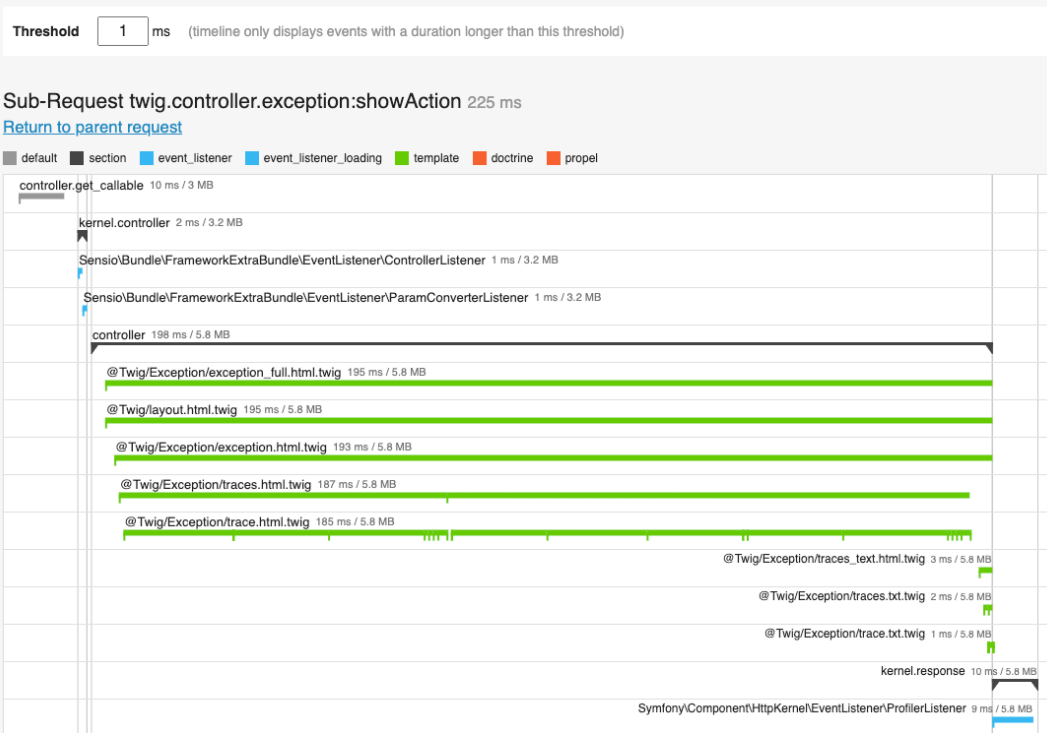 Threshold 1 ms (timeline only displays events with a duration longer than this threshold)
Sub-Request twig.controller.exception:showAction 225 ms
Return to parent request
default section event_listener event_listener_loading template doctrine propel
controller.get_callable 10 ms / 3 MB
kernel.controller 2 ms / 3.2 MB
Sensio\Bundle\FrameworkExtraBundle\EventListener\ControllerListener 1 ms / 3.2 MB
Sensio\Bundle\FrameworkExtraBundle\EventListener\ParamConverterListener 1 ms / 3.2 MB
controller 198 ms / 5.8 MB
@Twig/Exception/exception_full.html.twig 195 ms / 5.8 MB
@Twig/layout.html.twig 195 ms / 5.8 MB
@Twig/Exception/exception.html.twig 193 ms / 5.8 MB
@Twig/Exception/traces.html.twig 187 ms / 5.8 MB
@Twig/Exception/trace.html.twig 185 ms / 5.8 MB
@Twig/Exception/traces_text.html.twig 3 ms / 5.8 MB
@Twig/Exception/traces.txt.twig 2 ms / 5.8 MB
@Twig/Exception/trace.txt.twig 1 ms / 5.8 MB
kernel.response 10 ms / 5.8 MB
Symfony\Component\HttpKernel\EventListener\ProfilerListener 9 ms / 5.8 MB